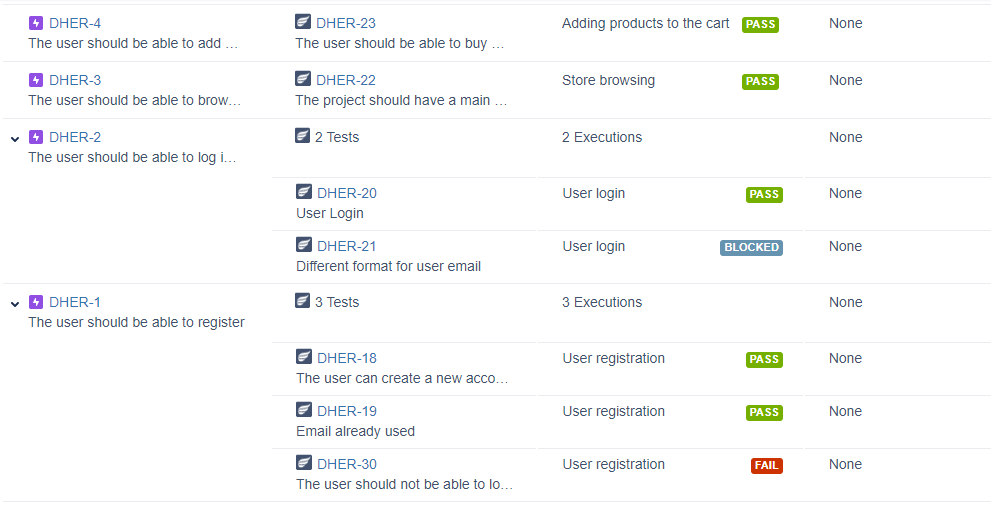 DHER-4 DHER-23 Adding products to the cart PASS None
The user should be able to add … The user should be able to buy …
DHER-3 DHER-22 Store browsing PASS None
The user should be able to brow… The project should have a main …
DHER-2 2 Tests 2 Executions None
The user should be able to log i…
DHER-20 User login PASS None
User Login
DHER-21 User login BLOCKED None
Different format for user email
DHER-1 3 Tests 3 Executions None
The user should be able to register
DHER-18 User registration PASS None
The user can create a new acco…
DHER-19 User registration PASS None
Email already used
DHER-30 User registration FAIL None
The user should not be able to lo…